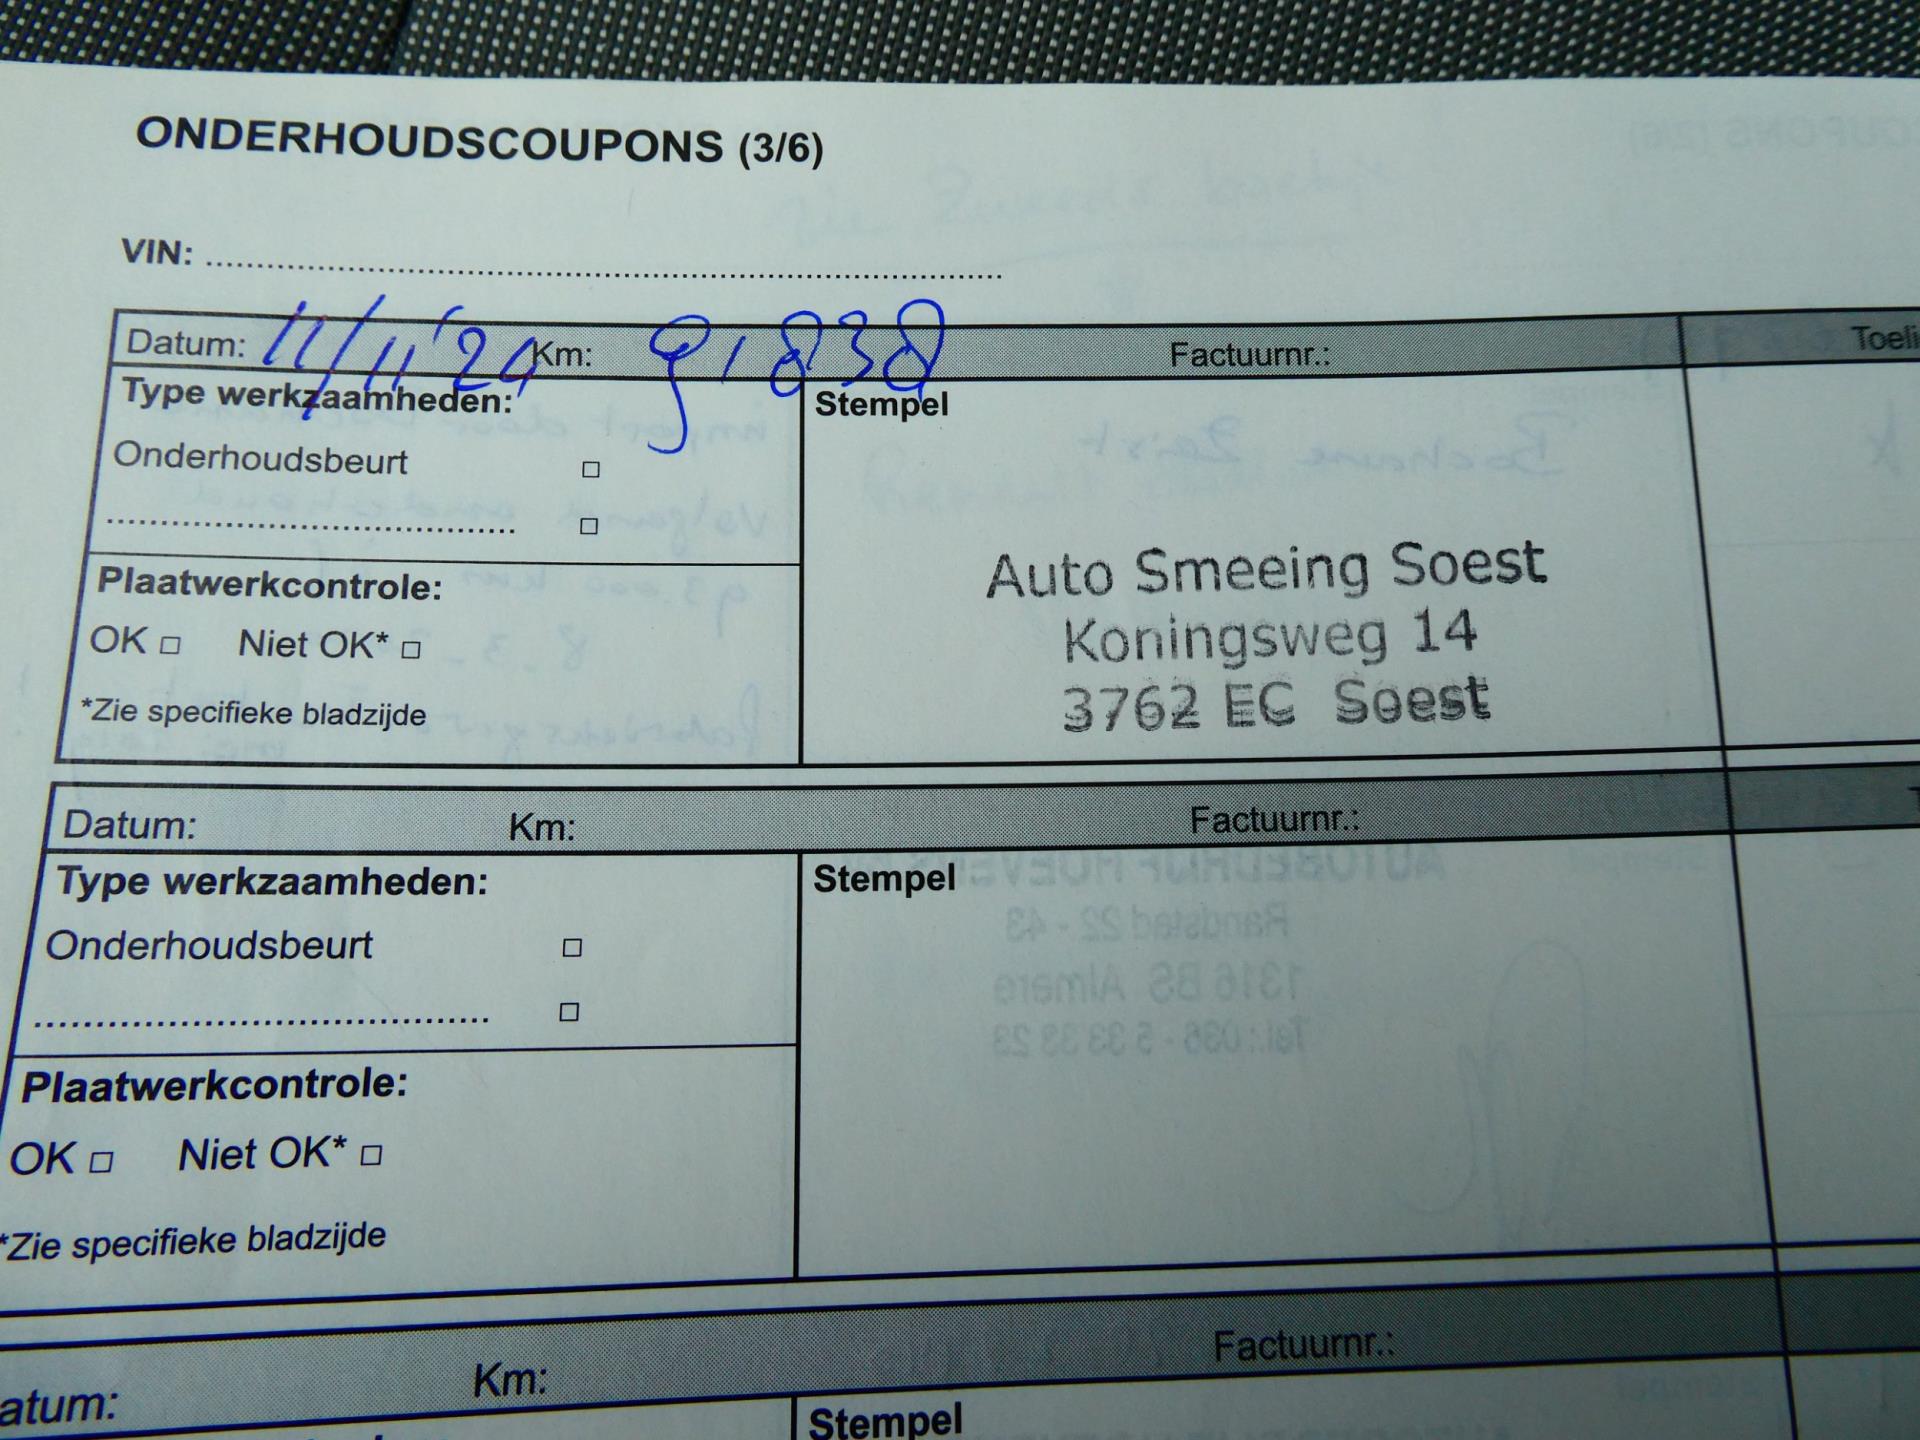 ONDERHOUDSCOUPONS (3/6)
VIN:
Datum: 11/11 '24 Km: 91838 Factuurnr.: Toeli
Type werkzaamheden:
Stempel
Onderhoudsbeurt □
□
Auto Smeeing Soest
Koningsweg 14
3762 EC Soest
Plaatwerkcontrole:
OK □ Niet OK* □
*Zie specifieke bladzijde
Datum: Km: Factuurnr.: T
Type werkzaamheden:
Stempel
Onderhoudsbeurt □
□
Plaatwerkcontrole:
OK □ Niet OK* □
*Zie specifieke bladzijde
atum: Km: Factuurnr.:
Stempel